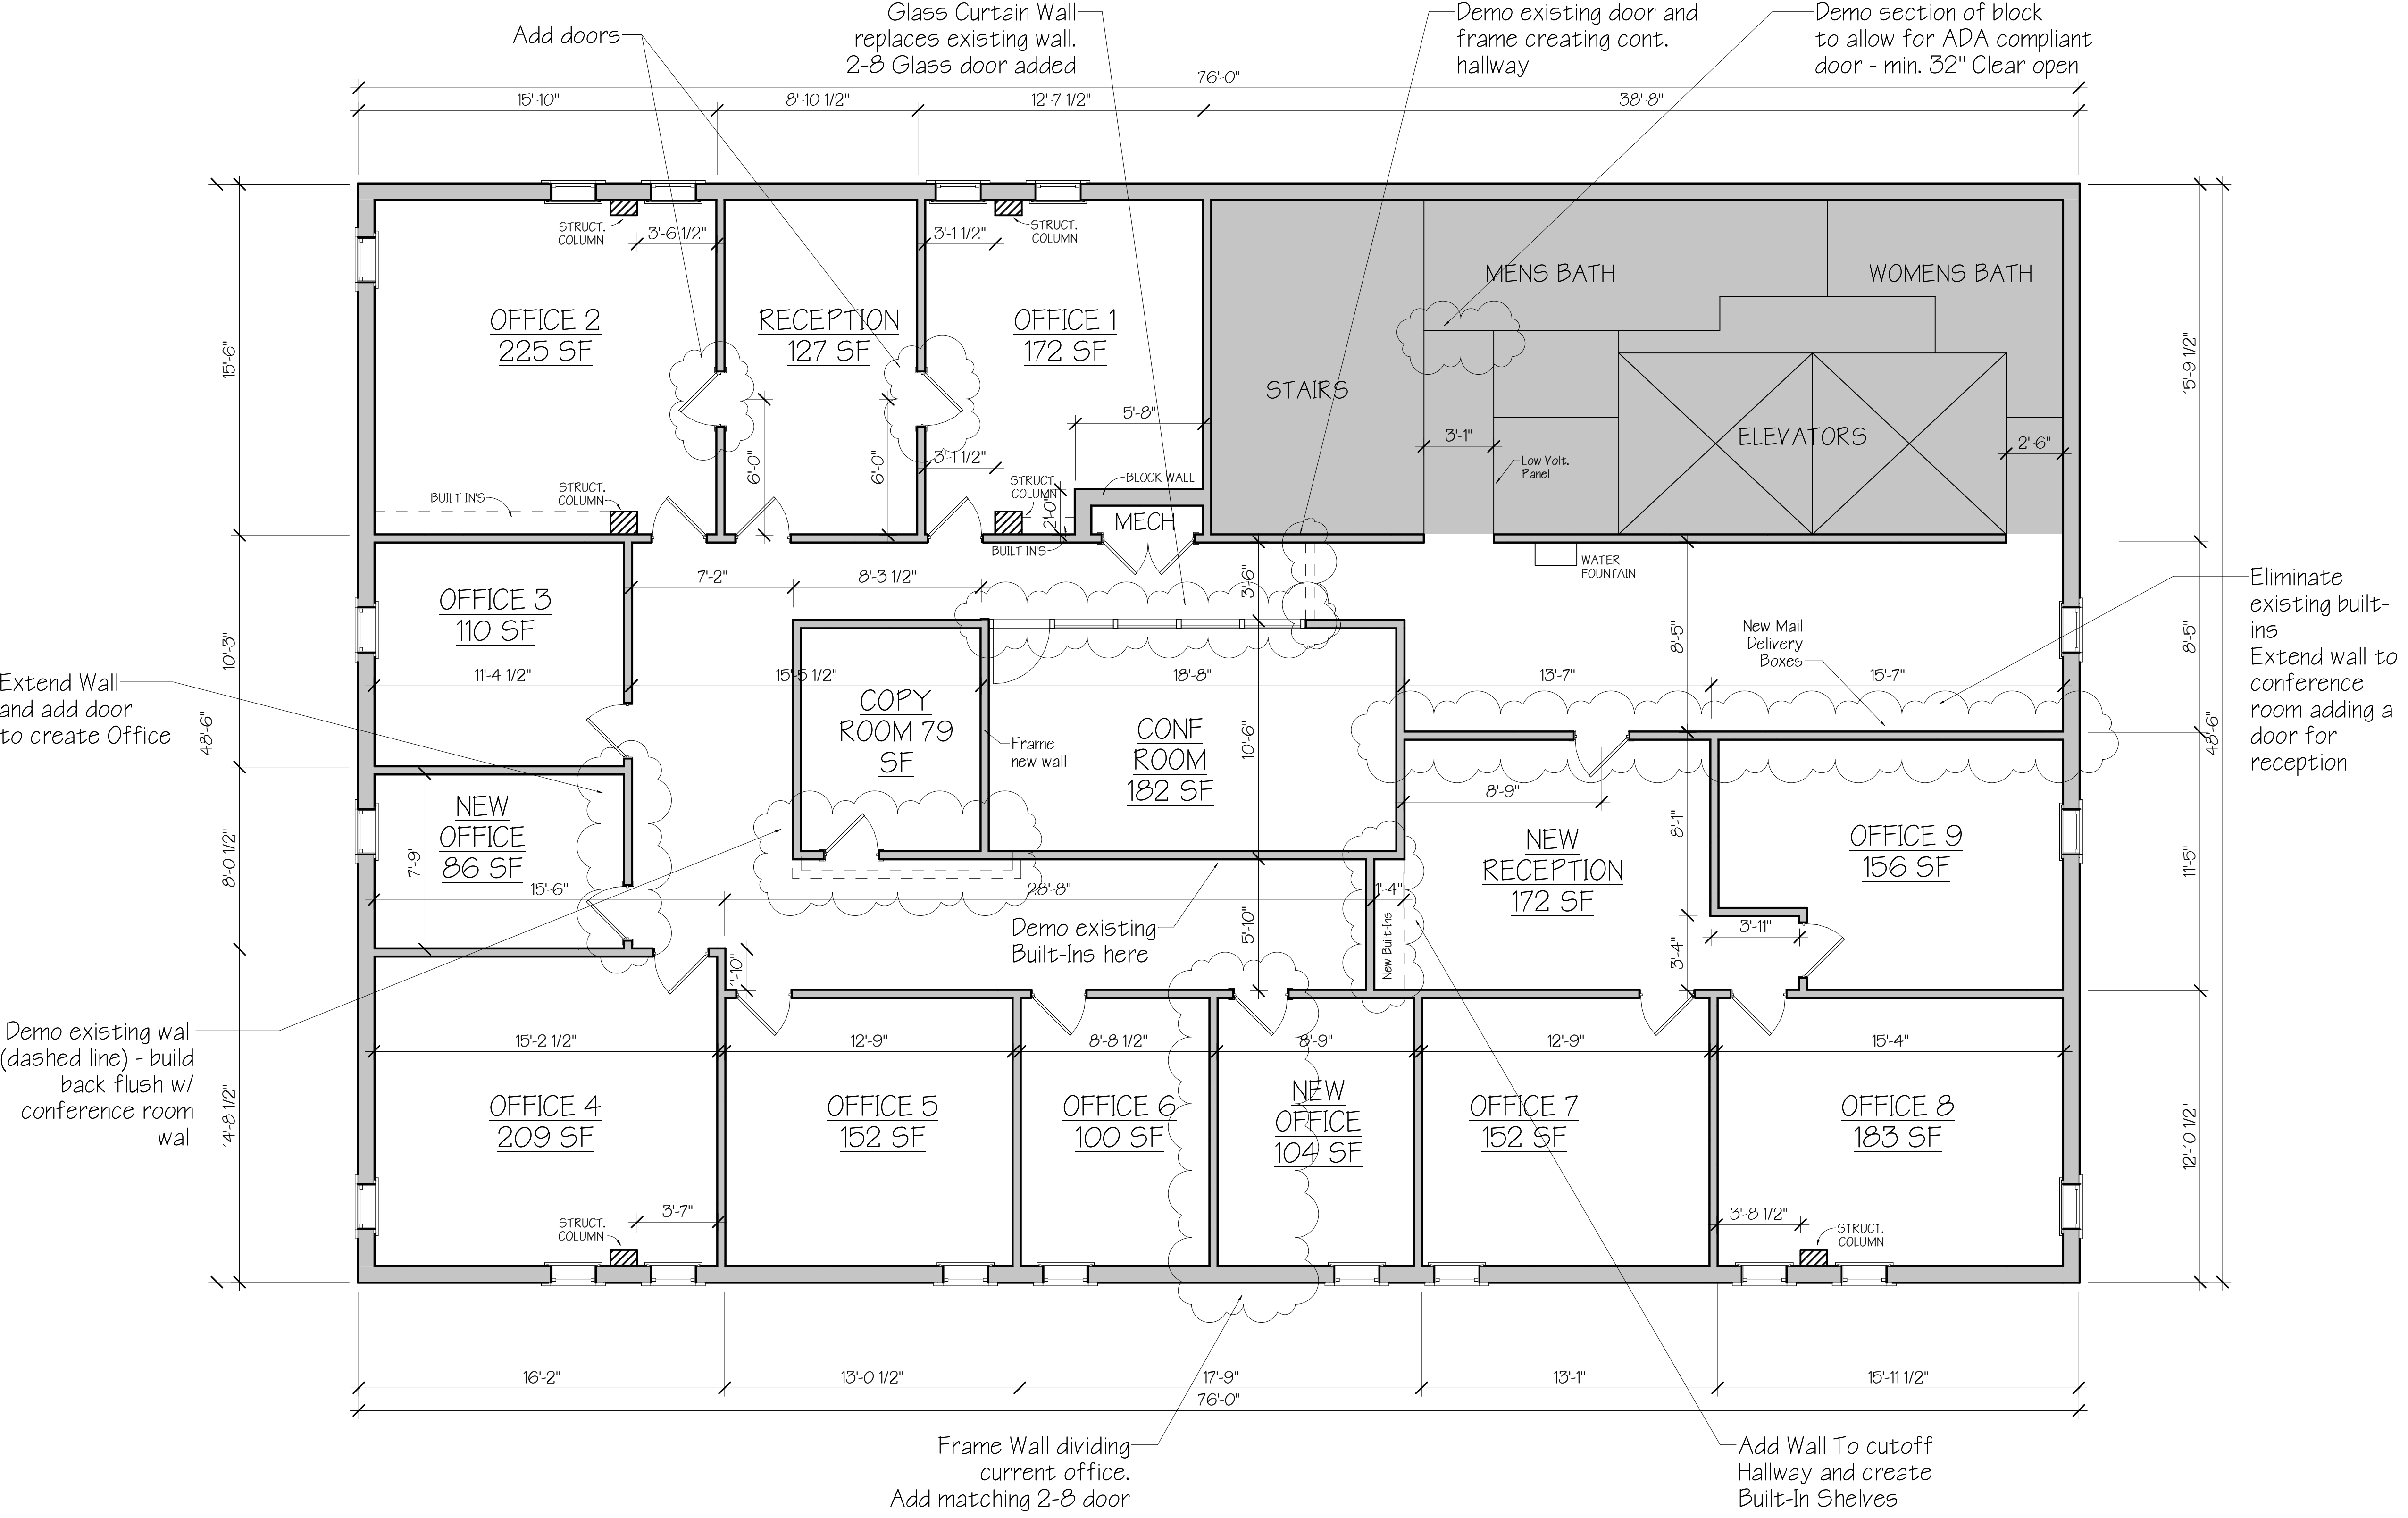 Add doors
Glass Curtain Wall
replaces existing wall.
2-8 Glass door added
Demo existing door and
frame creating cont.
hallway
Demo section of block
to allow for ADA compliant
door - min. 32" Clear open
76'-0"
15'-10"
8'-10 1/2"
12'-7 1/2"
38'-8"
STRUCT.
COLUMN
3'-6 1/2"
3'-1 1/2"
STRUCT.
COLUMN
MENS BATH
WOMENS BATH
OFFICE 2
225 SF
RECEPTION
127 SF
OFFICE 1
172 SF
15'-6"
15'-9 1/2"
STAIRS
5'-8"
3'-1"
ELEVATORS
2'-6"
6'-0"
6'-0"
3'-1 1/2"
Low Volt.
Panel
BUILT IN'S
STRUCT.
COLUMN
STRUCT.
COLUMN
2'-0"
BLOCK WALL
MECH
BUILT IN'S
WATER
FOUNTAIN
7'-2"
8'-3 1/2"
3'-6"
OFFICE 3
110 SF
10'-3"
8'-5"
8'-5"
New Mail
Delivery
Boxes
Eliminate
existing built-
ins
Extend wall to
conference
room adding a
door for
reception
Extend Wall
and add door
to create Office
11'-4 1/2"
15'-5 1/2"
18'-8"
13'-7"
15'-7"
48'-6"
48'-6"
COPY
ROOM 79
SF
Frame
new wall
CONF
ROOM
182 SF
10'-6"
8'-9"
8'-1"
NEW
OFFICE
86 SF
7'-9"
8'-0 1/2"
NEW
RECEPTION
172 SF
OFFICE 9
156 SF
11'-5"
15'-6"
28'-8"
1'-4"
Demo existing
Built-Ins here
5'-10"
New Built-Ins
3'-11"
3'-4"
1'-10"
Demo existing wall
(dashed line) - build
back flush w/
conference room
wall
15'-2 1/2"
12'-9"
8'-8 1/2"
8'-9"
12'-9"
15'-4"
14'-8 1/2"
OFFICE 4
209 SF
OFFICE 5
152 SF
OFFICE 6
100 SF
NEW
OFFICE
104 SF
OFFICE 7
152 SF
OFFICE 8
183 SF
12'-10 1/2"
STRUCT.
COLUMN
3'-7"
3'-8 1/2"
STRUCT.
COLUMN
16'-2"
13'-0 1/2"
17'-9"
13'-1"
15'-11 1/2"
76'-0"
Frame Wall dividing
current office.
Add matching 2-8 door
Add Wall To cutoff
Hallway and create
Built-In Shelves